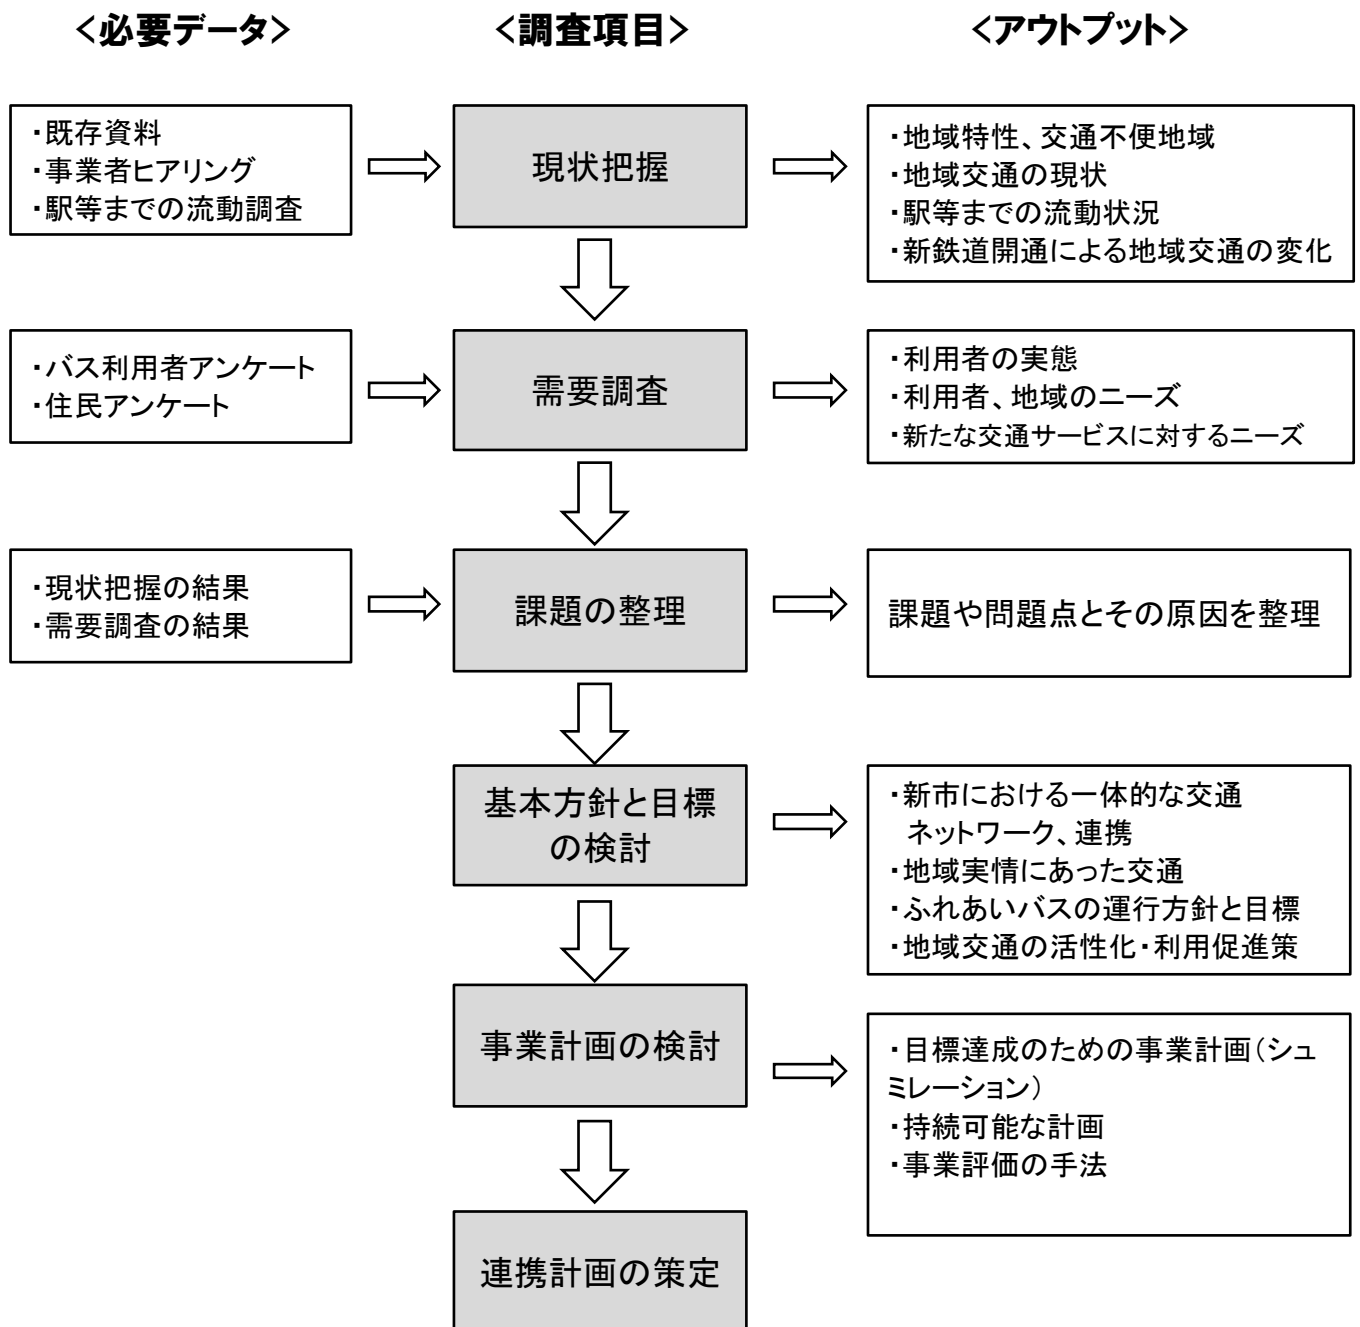 <必要データ>
<調査項目>
<アウトプット>
・既存資料
・事業者ヒアリング
・駅等までの流動調査
現状把握
・地域特性、交通不便地域
・地域交通の現状
・駅等までの流動状況
・新鉄道開通による地域交通の変化
・バス利用者アンケート
・住民アンケート
需要調査
・利用者の実態
・利用者、地域のニーズ
・新たな交通サービスに対するニーズ
・現状把握の結果
・需要調査の結果
課題の整理
課題や問題点とその原因を整理
基本方針と目標
の検討
・新市における一体的な交通
ネットワーク、連携
・地域実情にあった交通
・ふれあいバスの運行方針と目標
・地域交通の活性化・利用促進策
事業計画の検討
・目標達成のための事業計画(シュ
ミレーション)
・持続可能な計画
・事業評価の手法
連携計画の策定